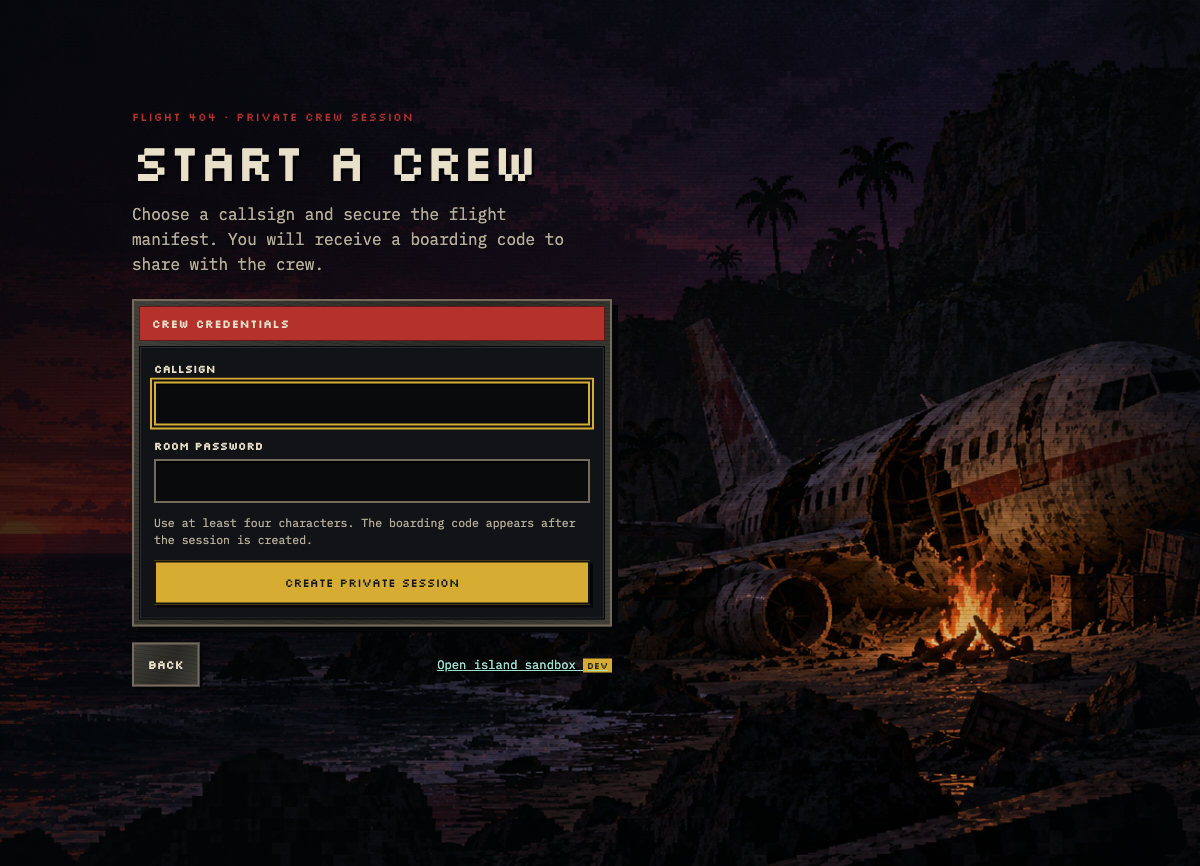 FLIGHT 404 · PRIVATE CREW SESSION
START A CREW
Choose a callsign and secure the flight
manifest. You will receive a boarding code to
share with the crew.
CREW CREDENTIALS
CALLSIGN
ROOM PASSWORD
Use at least four characters. The boarding code appears after
the session is created.
CREATE PRIVATE SESSION
BACK
Open island sandbox DEV